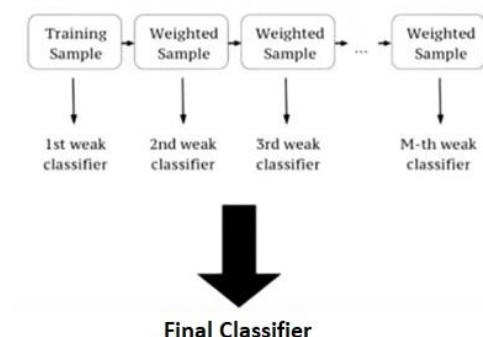 Training
Sample
Weighted
Sample
Weighted
Sample
...
Weighted
Sample
1st weak
classifier
2nd weak
classifier
3rd weak
classifier
M-th weak
classifier
Final Classifier